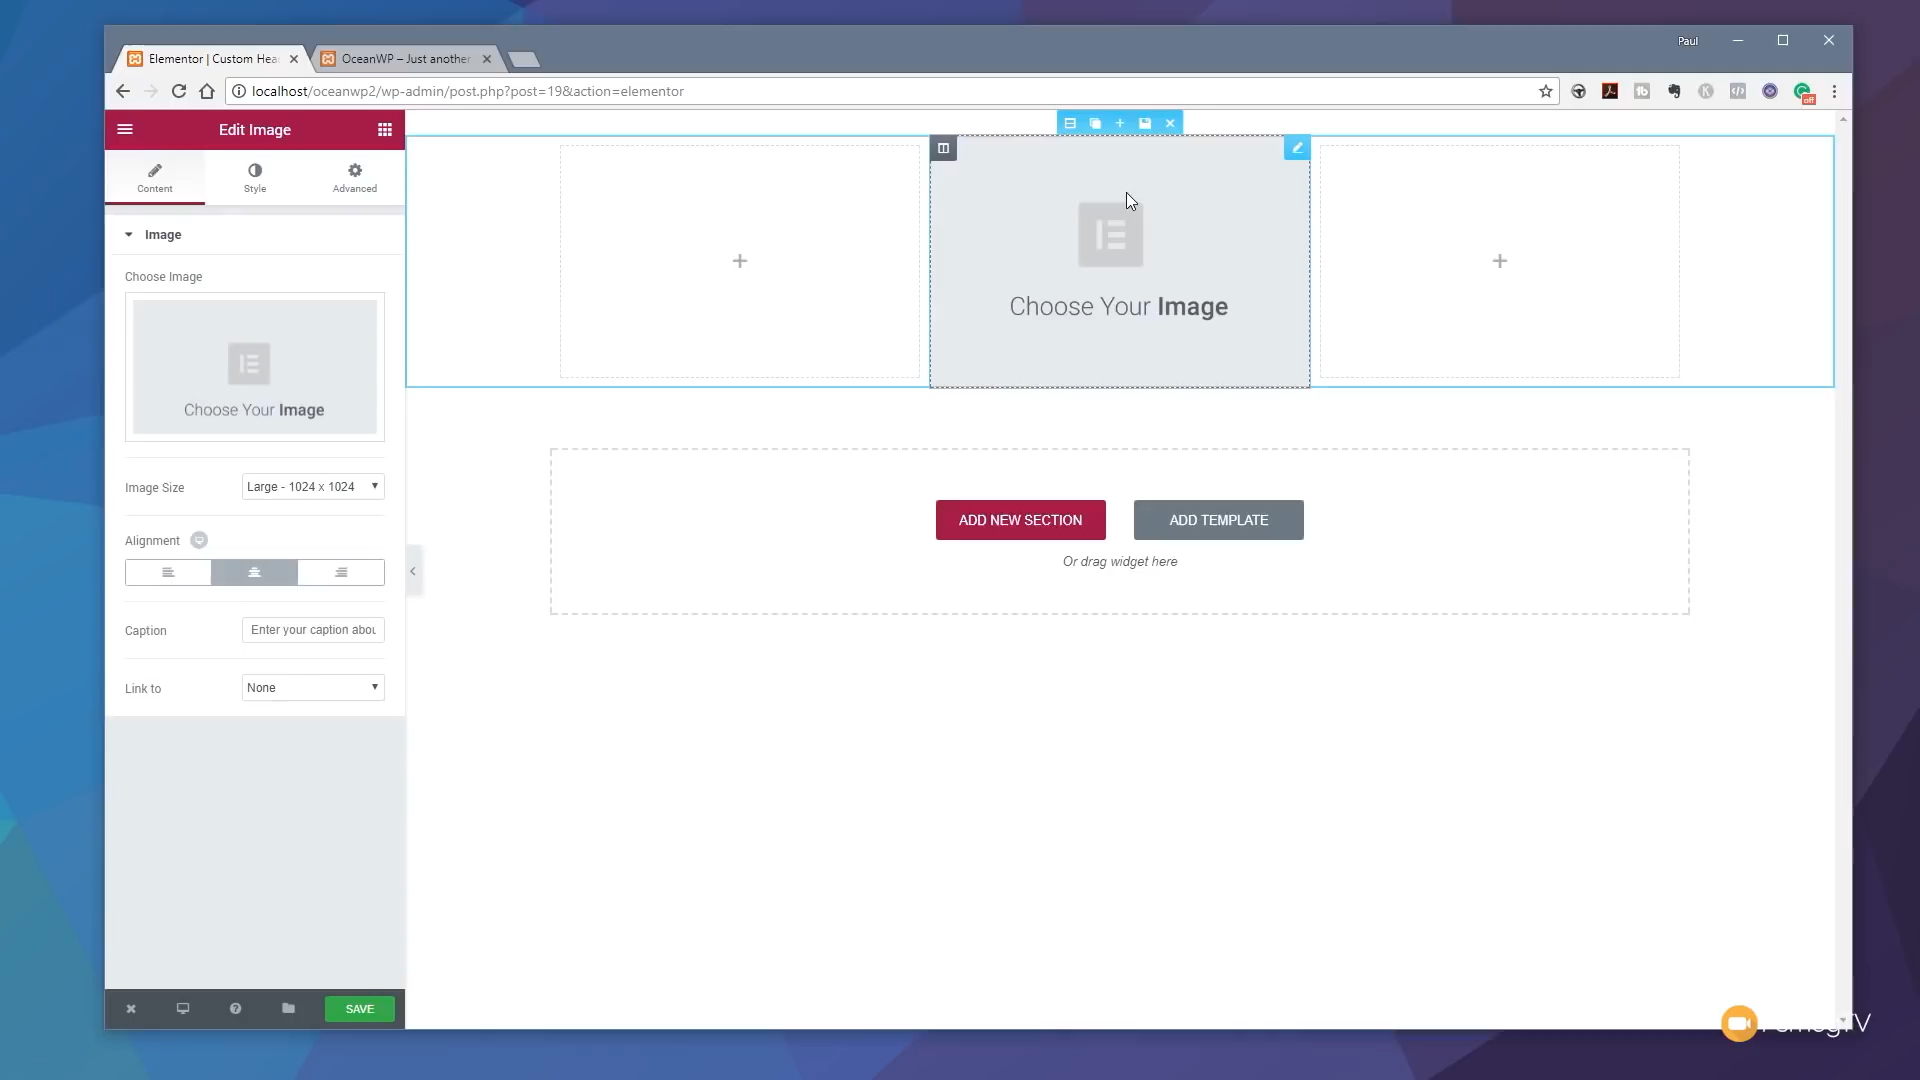 Paul
Elementor | Custom Hea
OceanWP – Just another
localhost/oceanwp2/wp-admin/post.php?post=19&action=elementor
off
Edit Image
Content
Style
Advanced
Image
Choose Image
Choose Your Image
Image Size
Large - 1024 x 1024
Alignment
Caption
Enter your caption abou
Link to
None
SAVE
Choose Your Image
ADD NEW SECTION
ADD TEMPLATE
Or drag widget here